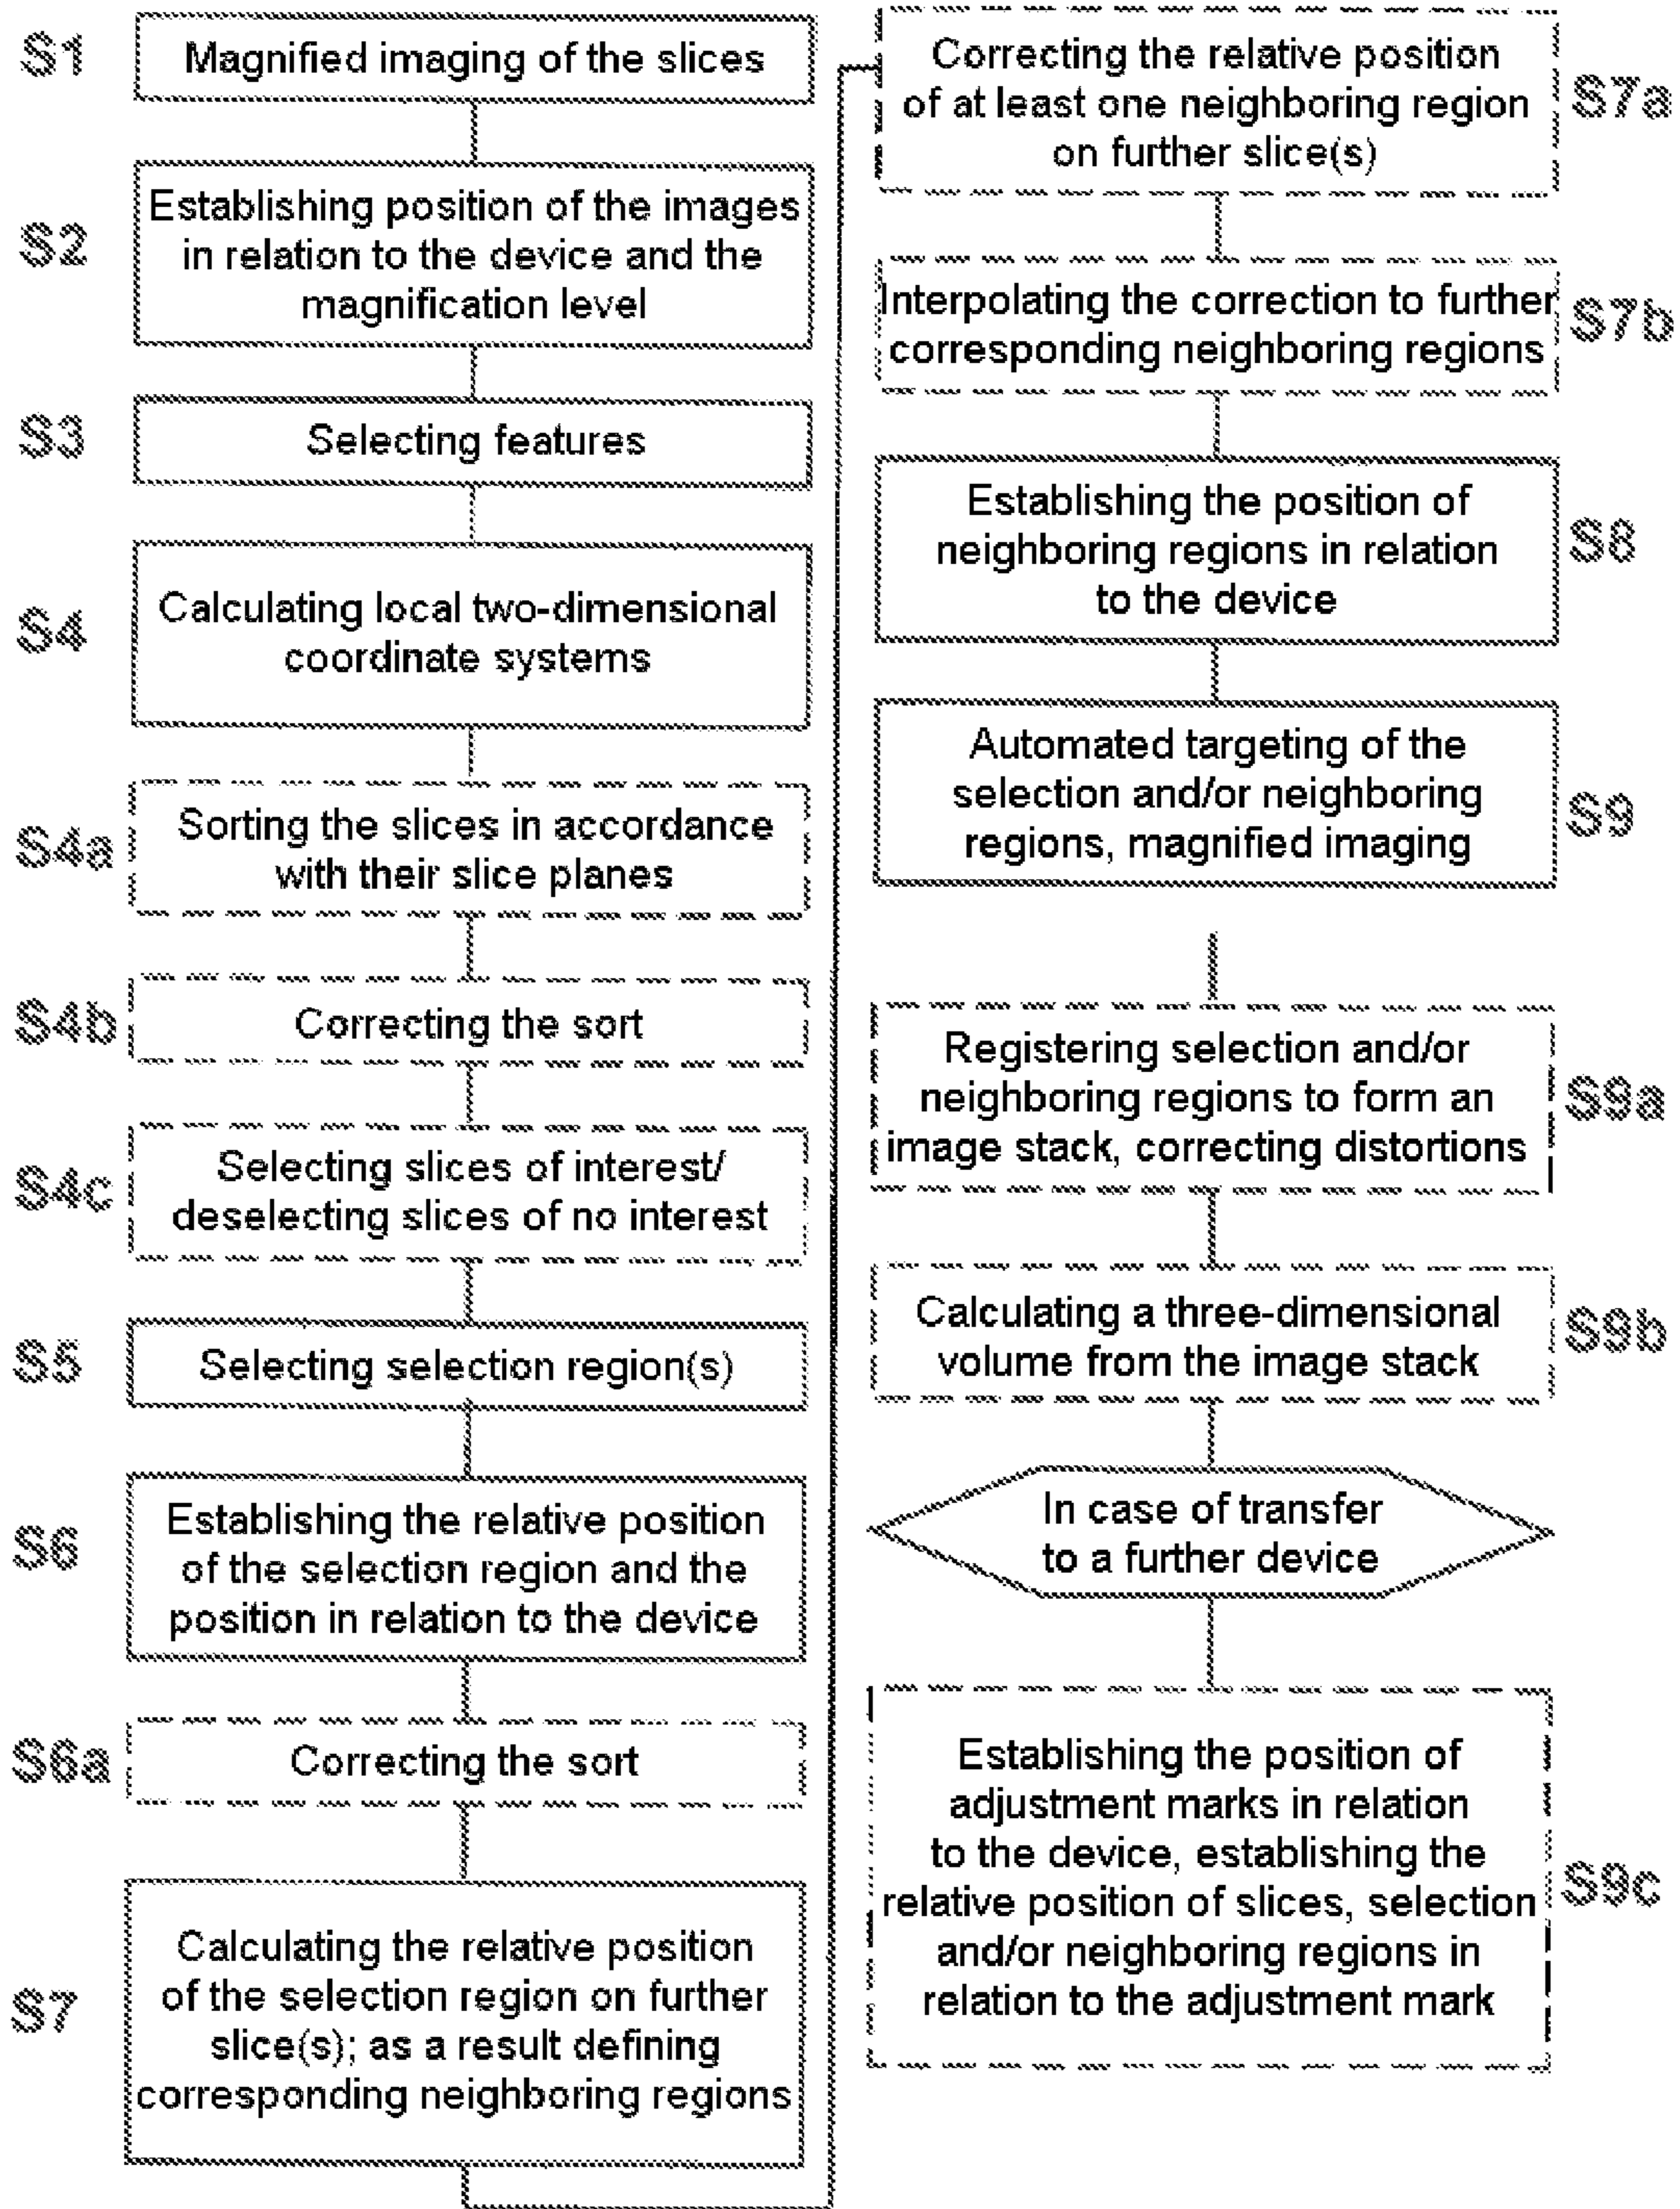 S1
Magnified imaging of the slices
S2
Establishing position of the images
in relation to the device and the
magnification level
S3
Selecting features
S4
Calculating local two-dimensional
coordinate systems
S4a
Sorting the slices in accordance
with their slice planes
S4b
Correcting the sort
S4c
Selecting slices of interest/
deselecting slices of no interest
S5
Selecting selection region(s)
S6
Establishing the relative position
of the selection region and the
position in relation to the device
S6a
Correcting the sort
S7
Calculating the relative position
of the selection region on further
slice(s); as a result defining
corresponding neighboring regions
Correcting the relative position
of at least one neighboring region
on further slice(s)
S7a
Interpolating the correction to further
corresponding neighboring regions
S7b
Establishing the position of
neighboring regions in relation
to the device
S8
Automated targeting of the
selection and/or neighboring
regions, magnified imaging
S9
Registering selection and/or
neighboring regions to form an
image stack, correcting distortions
S9a
Calculating a three-dimensional
volume from the image stack
S9b
In case of transfer
to a further device
Establishing the position of
adjustment marks in relation
to the device, establishing the
relative position of slices, selection
and/or neighboring regions in
relation to the adjustment mark
S9c